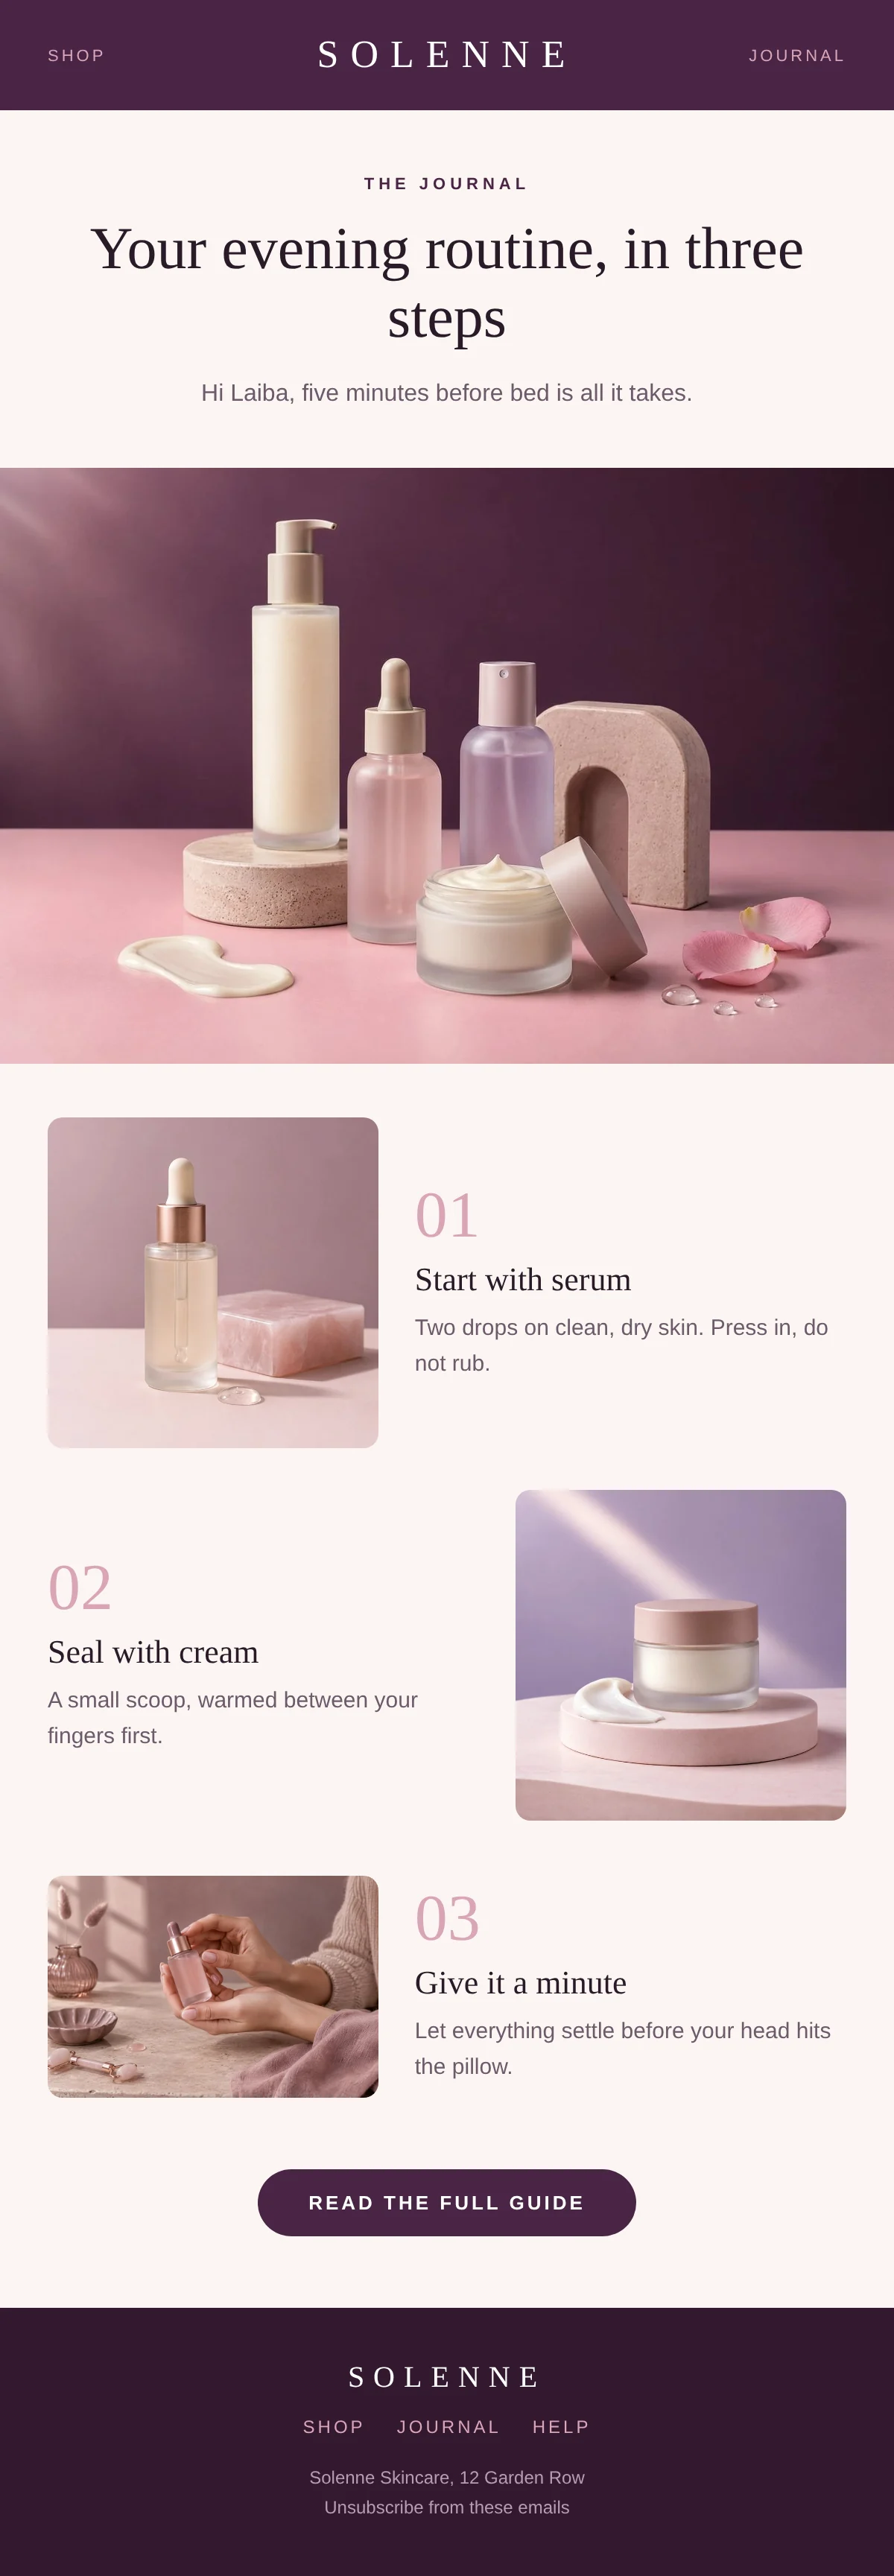 SHOP
SOLENNE
JOURNAL
THE JOURNAL
Your evening routine, in three
steps
Hi Laiba, five minutes before bed is all it takes.
01
Start with serum
Two drops on clean, dry skin. Press in, do
not rub.
02
Seal with cream
A small scoop, warmed between your
fingers first.
03
Give it a minute
Let everything settle before your head hits
the pillow.
READ THE FULL GUIDE
SOLENNE
SHOP JOURNAL HELP
Solenne Skincare, 12 Garden Row
Unsubscribe from these emails